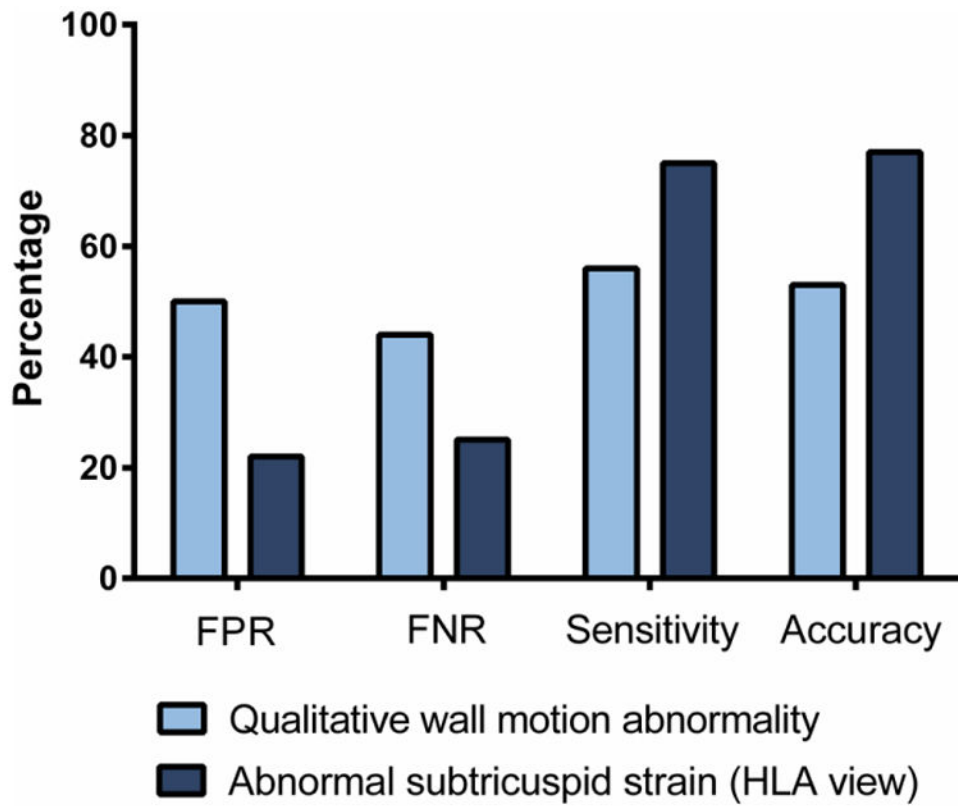 Percentage
100
80
60
40
20
0
FPR
FNR
Sensitivity
Accuracy
Qualitative wall motion abnormality
Abnormal subtricuspid strain (HLA view)